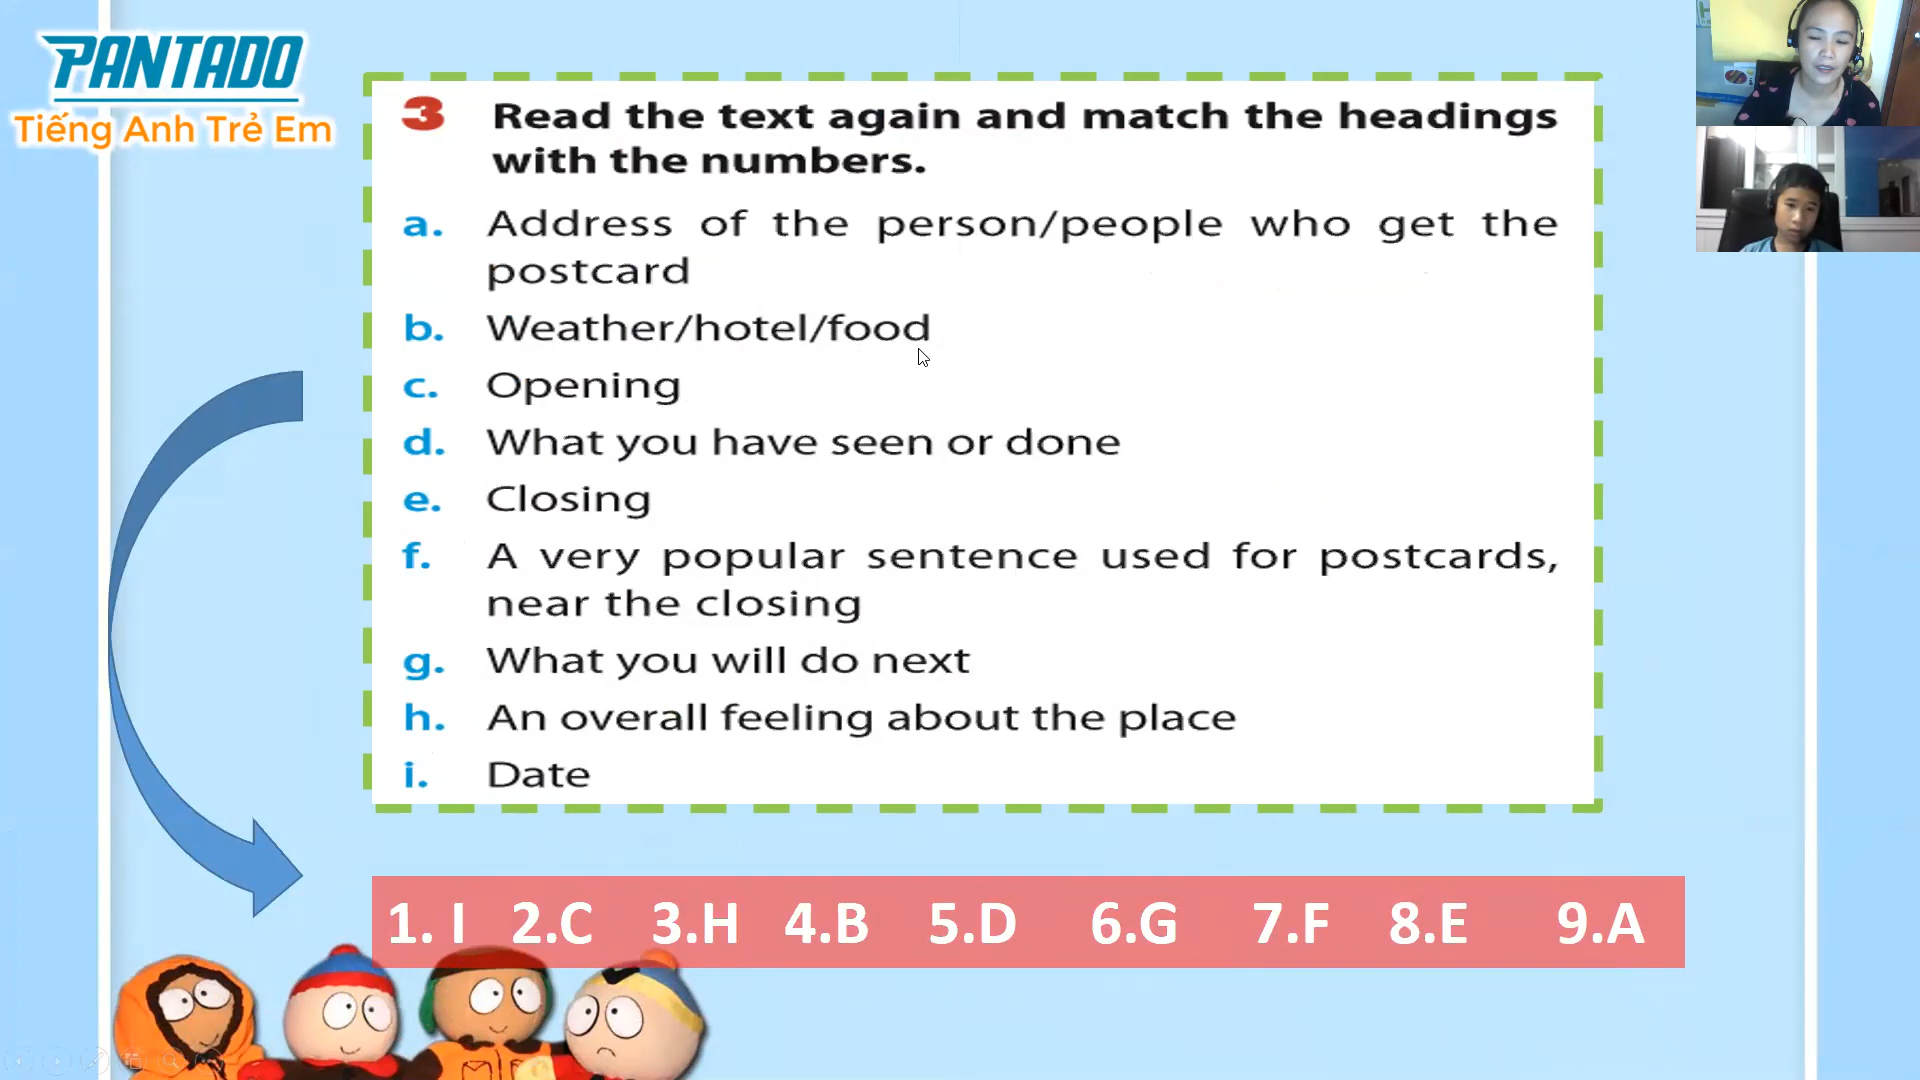 PANTADO
Tiếng Anh Trẻ Em
3 Read the text again and match the headings
with the numbers.
a. Address of the person/people who get the
postcard
b. Weather/hotel/food
c. Opening
d. What you have seen or done
e. Closing
f. A very popular sentence used for postcards,
near the closing
g. What you will do next
h. An overall feeling about the place
i. Date
1. I 2.C 3.H 4.B 5.D 6.G 7.F 8.E 9.A